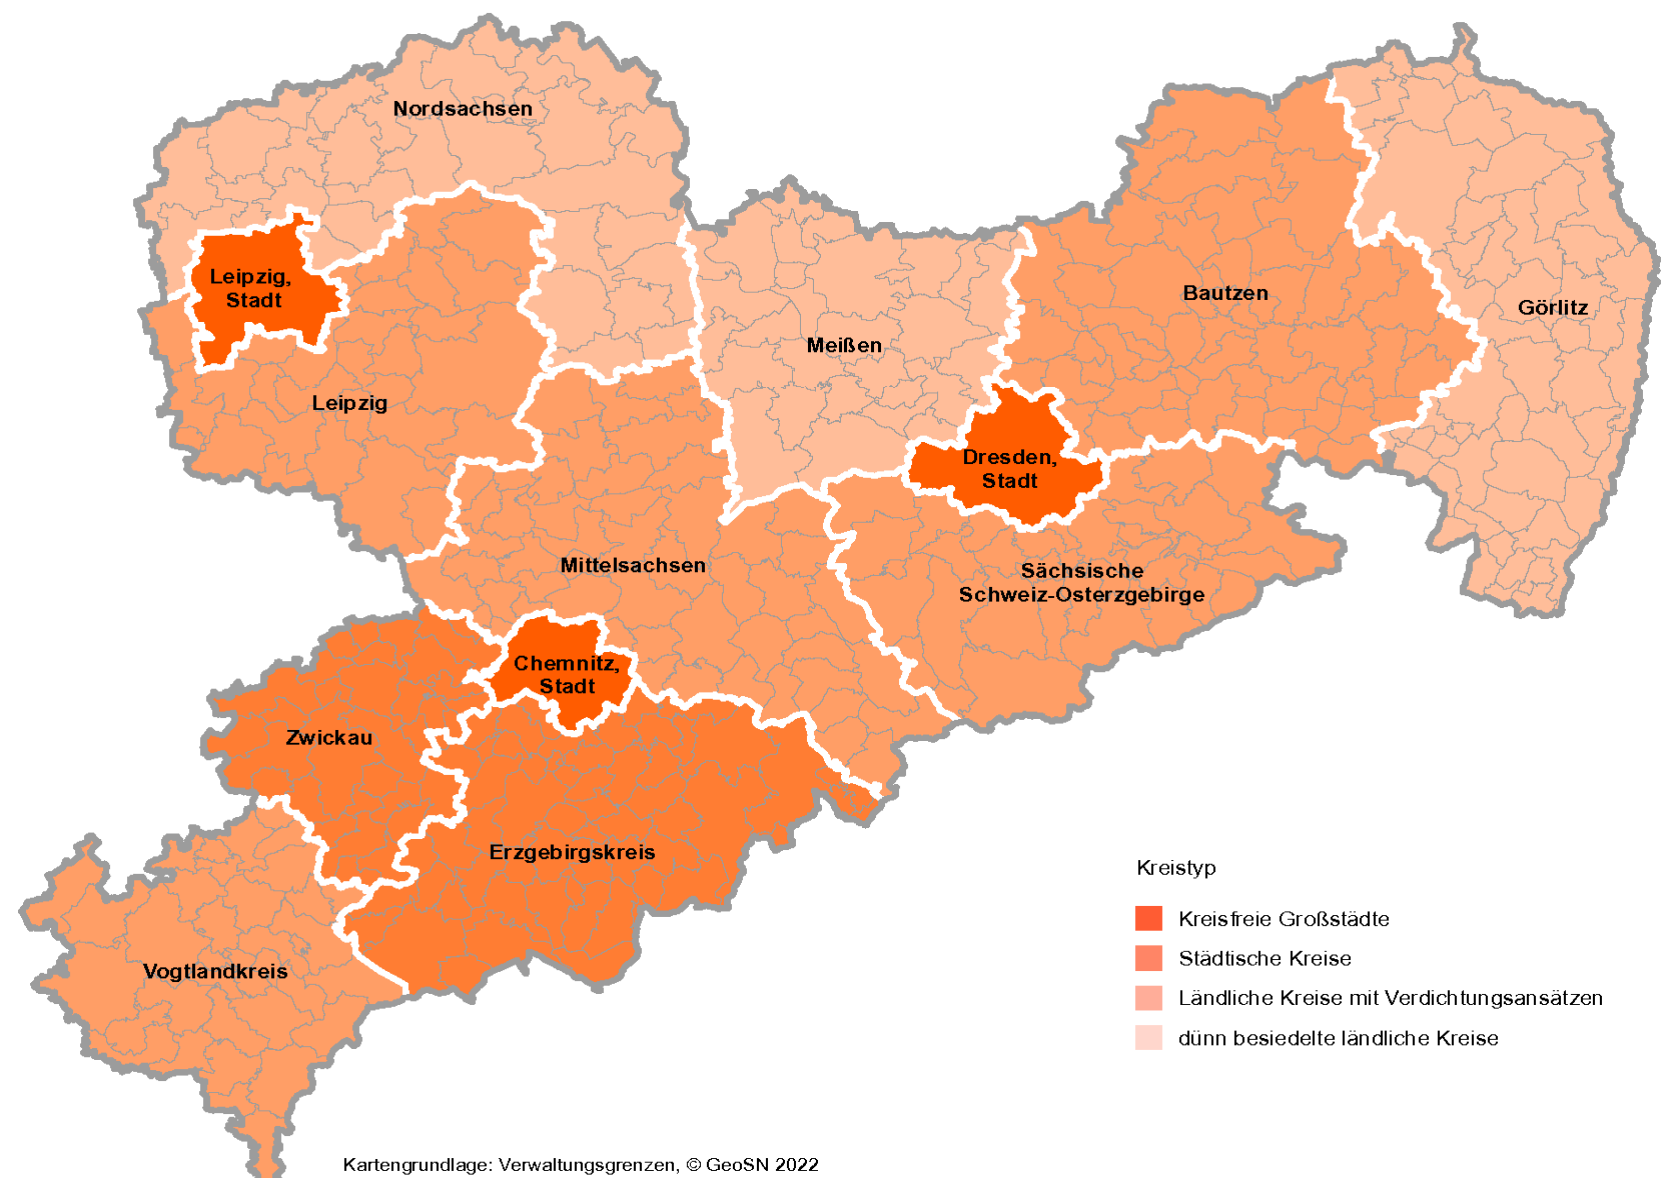 Nordsachsen
Leipzig,
Stadt
Bautzen
Görlitz
Meißen
Leipzig
Dresden,
Stadt
Mittelsachsen
Sächsische
Schweiz-Osterzgebirge
Chemnitz,
Stadt
Zwickau
Erzgebirgskreis
Vogtlandkreis
Kreistyp
Kreisfreie Großstädte
Städtische Kreise
Ländliche Kreise mit Verdichtungsansätzen
dünn besiedelte ländliche Kreise
Kartengrundlage: Verwaltungsgrenzen, © GeoSN 2022